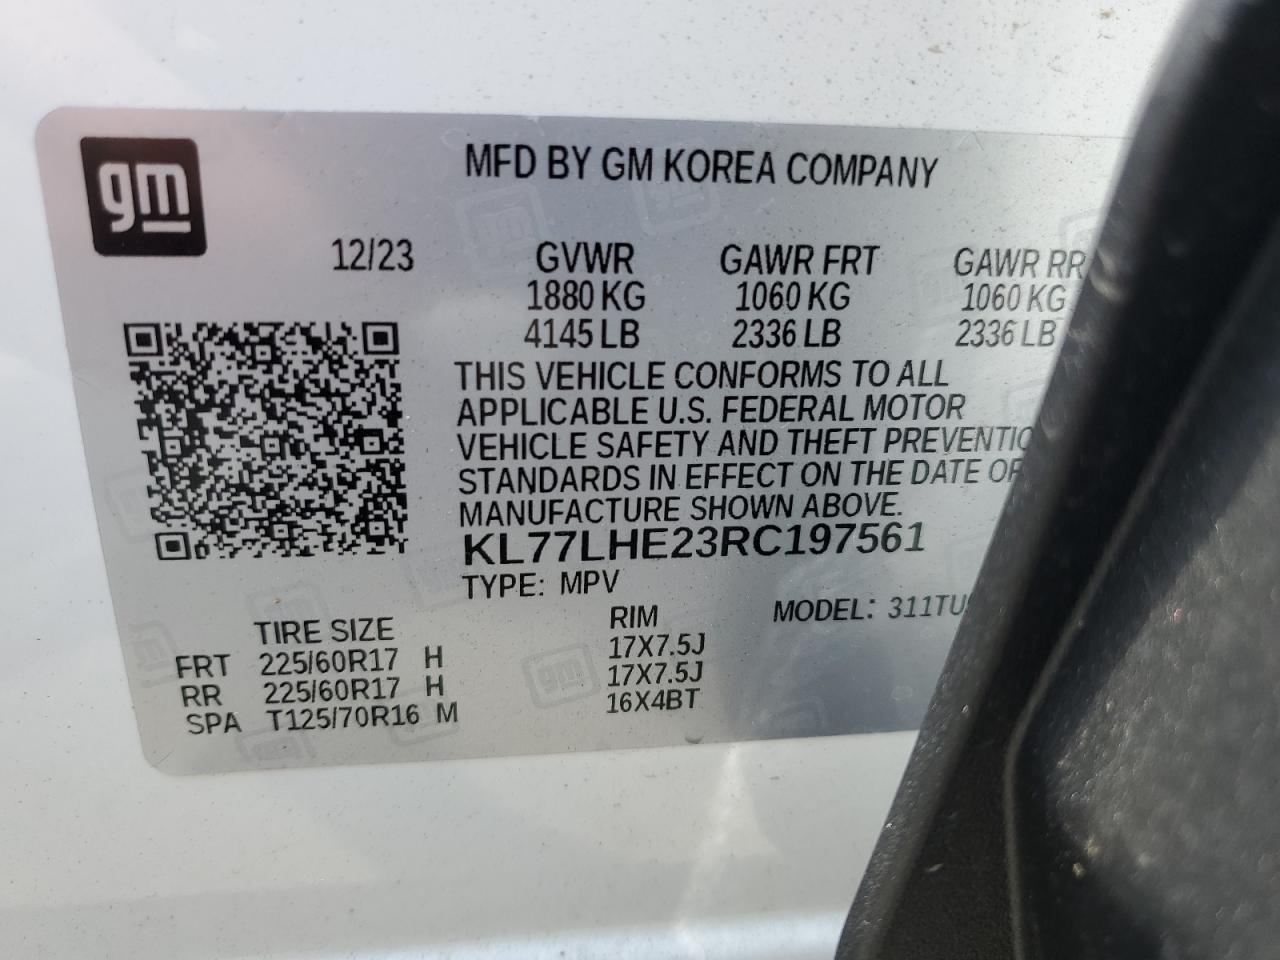 gm
MFD BY GM KOREA COMPANY
12/23 GVWR GAWR FRT GAWR RR
1880 KG 1060 KG 1060 KG
4145 LB 2336 LB 2336 LB
THIS VEHICLE CONFORMS TO ALL
APPLICABLE U.S. FEDERAL MOTOR
VEHICLE SAFETY AND THEFT PREVENTIO
STANDARDS IN EFFECT ON THE DATE OF
MANUFACTURE SHOWN ABOVE.
KL77LHE23RC197561
TYPE: MPV
MODEL: 311TU
TIRE SIZE RIM
FRT 225/60R17 H 17X7.5J
RR 225/60R17 H 17X7.5J
SPA T125/70R16 M 16X4BT